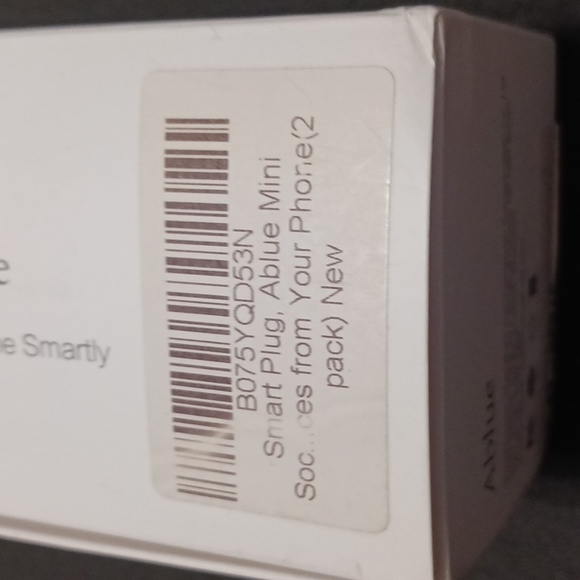 e
e Smartly
B075YQD53N
Smart Plug, Ablue Mini
Soc...ces from Your Phone(2
pack) New
Ablue